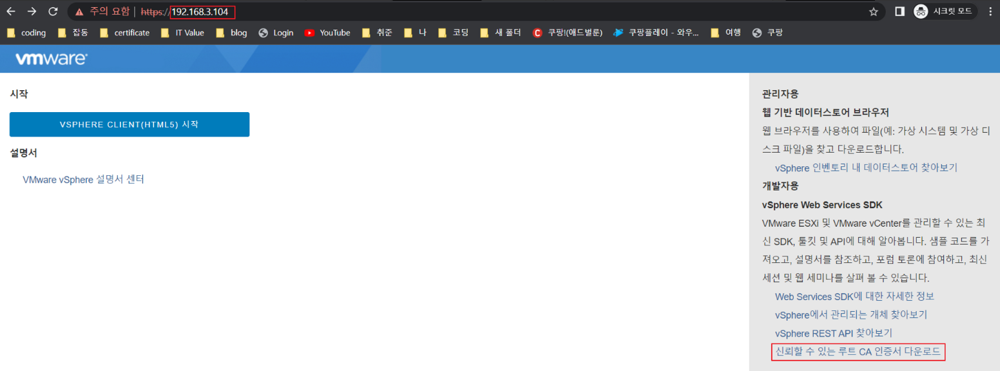 주의 요함 | https://192.168.3.104
시크릿 모드
coding 잡동 certificate IT Value blog Login YouTube 취준 나 코딩 새 폴더 쿠팡!(애드벌룬) 쿠팡플레이 - 와우... 여행 쿠팡
vmware
시작
VSPHERE CLIENT(HTML5) 시작
설명서
VMware vSphere 설명서 센터
관리자용
웹 기반 데이터스토어 브라우저
웹 브라우저를 사용하여 파일(예: 가상 시스템 및 가상 디
스크 파일)을 찾고 다운로드합니다.
vSphere 인벤토리 내 데이터스토어 찾아보기
개발자용
vSphere Web Services SDK
VMware ESXi 및 VMware vCenter를 관리할 수 있는 최
신 SDK, 툴킷 및 API에 대해 알아봅니다. 샘플 코드를 가
져오고, 설명서를 참조하고, 포럼 토론에 참여하고, 최신
세션 및 웹 세미나를 살펴 볼 수 있습니다.
Web Services SDK에 대한 자세한 정보
vSphere에서 관리되는 개체 찾아보기
vSphere REST API 찾아보기
신뢰할 수 있는 루트 CA 인증서 다운로드